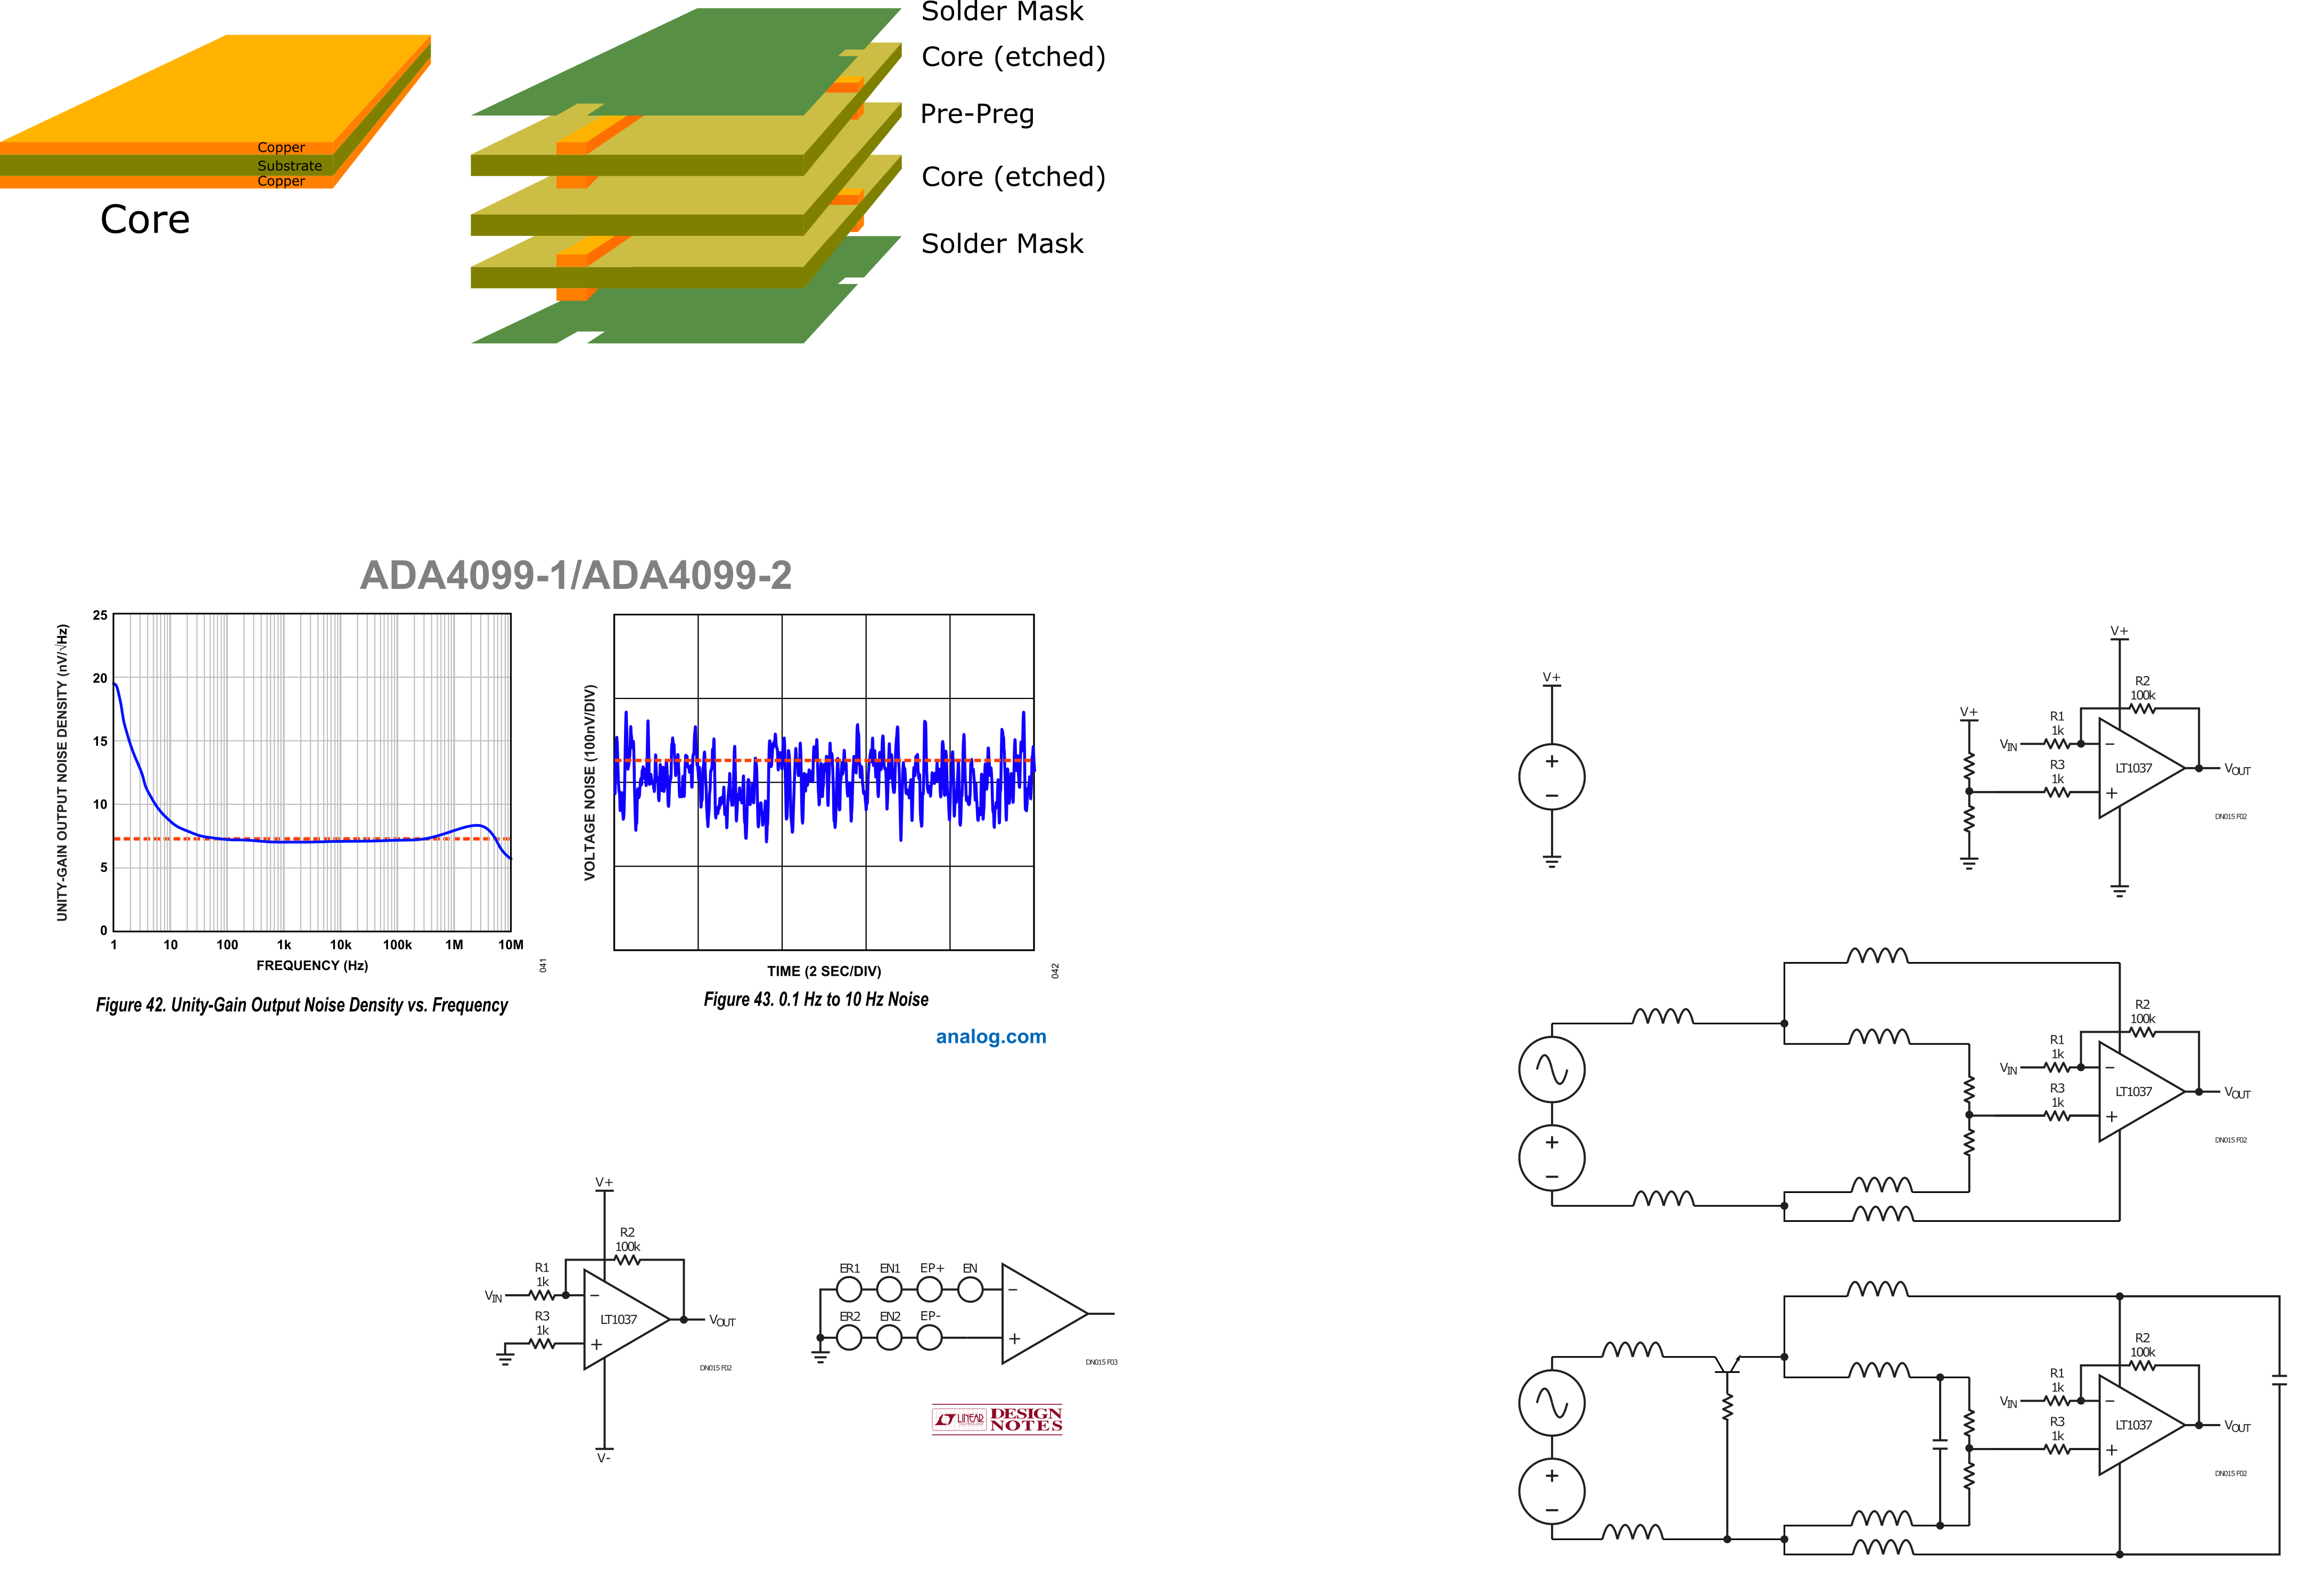 Solder Mask
Core (etched)
Pre-Preg
Core (etched)
Solder Mask
Copper
Substrate
Copper
Core
ADA4099-1/ADA4099-2
UNITY-GAIN OUTPUT NOISE DENSITY (nV/√Hz)
25
20
15
10
5
0
1 10 100 1k 10k 100k 1M 10M
FREQUENCY (Hz)
041
Figure 42. Unity-Gain Output Noise Density vs. Frequency
VOLTAGE NOISE (100nV/DIV)
TIME (2 SEC/DIV)
042
Figure 43. 0.1 Hz to 10 Hz Noise
analog.com
V+
R2
100k
R1
1k
VIN
−
LT1037
VOUT
R3
1k
+
DN015 F02
V-
ER1 EN1 EP+ EN
−
ER2 EN2 EP-
+
DN015 F03
LT LINEAR
DESIGN
NOTES
V+
+
−
V+
V+
R2
100k
R1
1k
VIN
−
R3
1k
LT1037
VOUT
+
DN015 F02
R2
100k
R1
1k
VIN
−
R3
1k
LT1037
VOUT
+
DN015 F02
+
−
R2
100k
R1
1k
VIN
−
R3
1k
LT1037
VOUT
+
DN015 F02
+
−